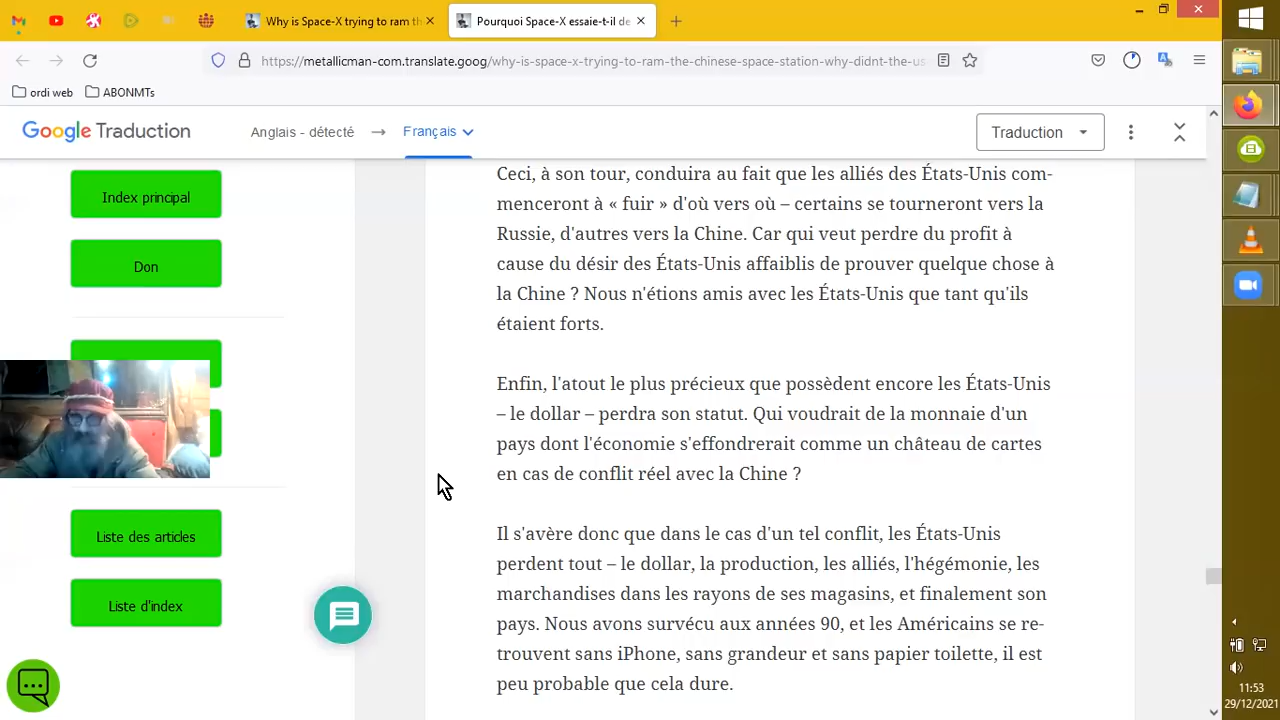 Why is Space-X trying to ram th
Pourquoi Space-X essaie-t-il de
https://metallicman-com.translate.goog/why-is-space-x-trying-to-ram-the-chinese-space-station-why-didnt-the-us
ordi web
ABONMTs
Google Traduction
Anglais - détecté
Français
Traduction
Index principal
Don
Liste des articles
Liste d'index
Ceci, à son tour, conduira au fait que les alliés des États-Unis com-
menceront à « fuir » d'où vers où – certains se tourneront vers la
Russie, d'autres vers la Chine. Car qui veut perdre du profit à
cause du désir des États-Unis affaiblis de prouver quelque chose à
la Chine ? Nous n'étions amis avec les États-Unis que tant qu'ils
étaient forts.
Enfin, l'atout le plus précieux que possèdent encore les États-Unis
– le dollar – perdra son statut. Qui voudrait de la monnaie d'un
pays dont l'économie s'effondrerait comme un château de cartes
en cas de conflit réel avec la Chine ?
Il s'avère donc que dans le cas d'un tel conflit, les États-Unis
perdent tout – le dollar, la production, les alliés, l'hégémonie, les
marchandises dans les rayons de ses magasins, et finalement son
pays. Nous avons survécu aux années 90, et les Américains se re-
trouvent sans iPhone, sans grandeur et sans papier toilette, il est
peu probable que cela dure.
11:53
29/12/2021